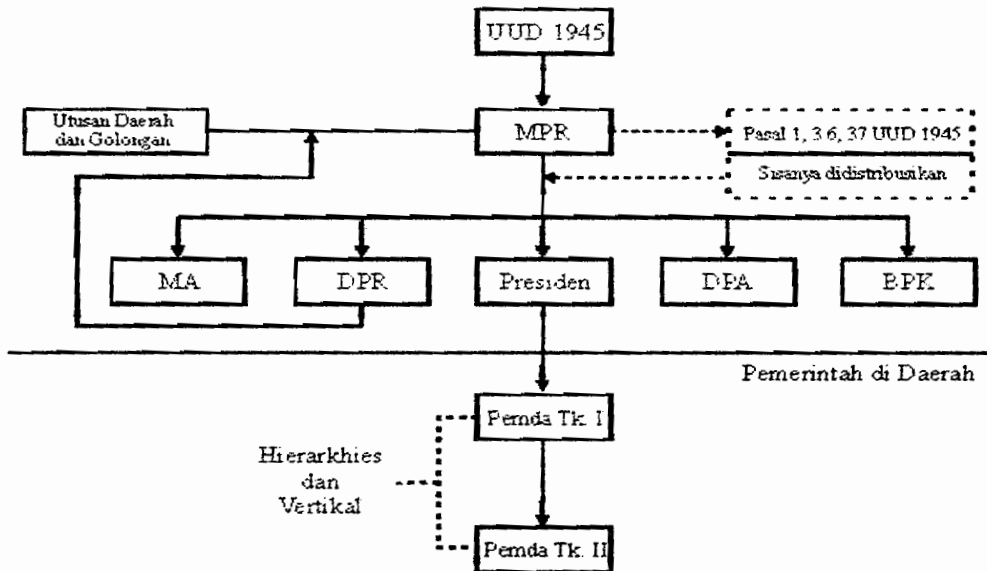 UUD 1945
Utusan Daerah
dan Golongan
MPR
Pasal 1, 3 6, 37 UUD 1945
Sisanya didistribusikan
MA
DPR
Presiden
DPA
BPK
Pemerintah di Daerah
Pemda Tk. I
Hierarkhies
dan
Vertikal
Pemda Tk. II